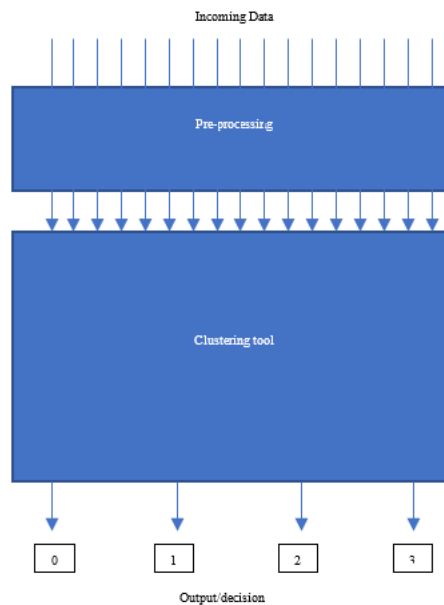 Incoming Data
Pre-processing
Clustering tool
0 1 2 3
Output/decision